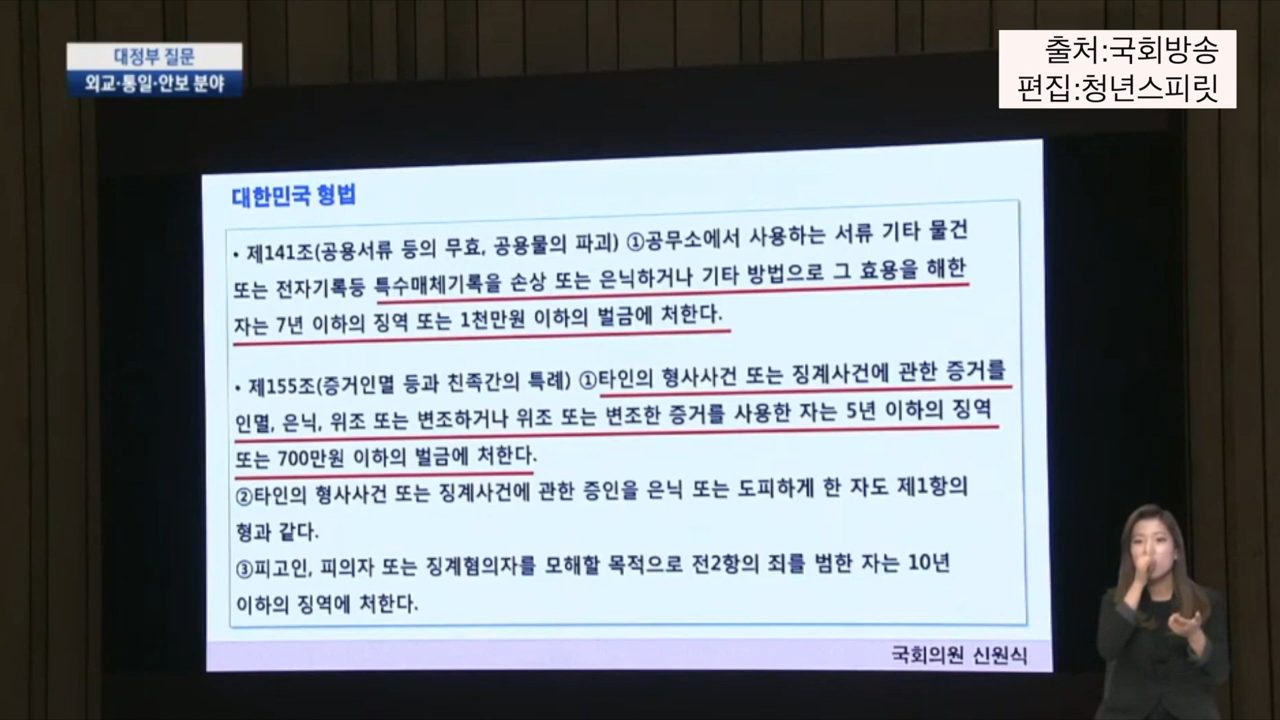 대정부 질문
외교·통일·안보 분야
출처:국회방송
편집:청년스피릿
대한민국 형법
• 제141조(공용서류 등의 무효, 공용물의 파괴) ①공무소에서 사용하는 서류 기타 물건
또는 전자기록등 특수매체기록을 손상 또는 은닉하거나 기타 방법으로 그 효용을 해한
자는 7년 이하의 징역 또는 1천만원 이하의 벌금에 처한다.
• 제155조(증거인멸 등과 친족간의 특례) ①타인의 형사사건 또는 징계사건에 관한 증거를
인멸, 은닉, 위조 또는 변조하거나 위조 또는 변조한 증거를 사용한 자는 5년 이하의 징역
또는 700만원 이하의 벌금에 처한다.
②타인의 형사사건 또는 징계사건에 관한 증인을 은닉 또는 도피하게 한 자도 제1항의
형과 같다.
③피고인, 피의자 또는 징계혐의자를 모해할 목적으로 전2항의 죄를 범한 자는 10년
이하의 징역에 처한다.
국회의원 신원식